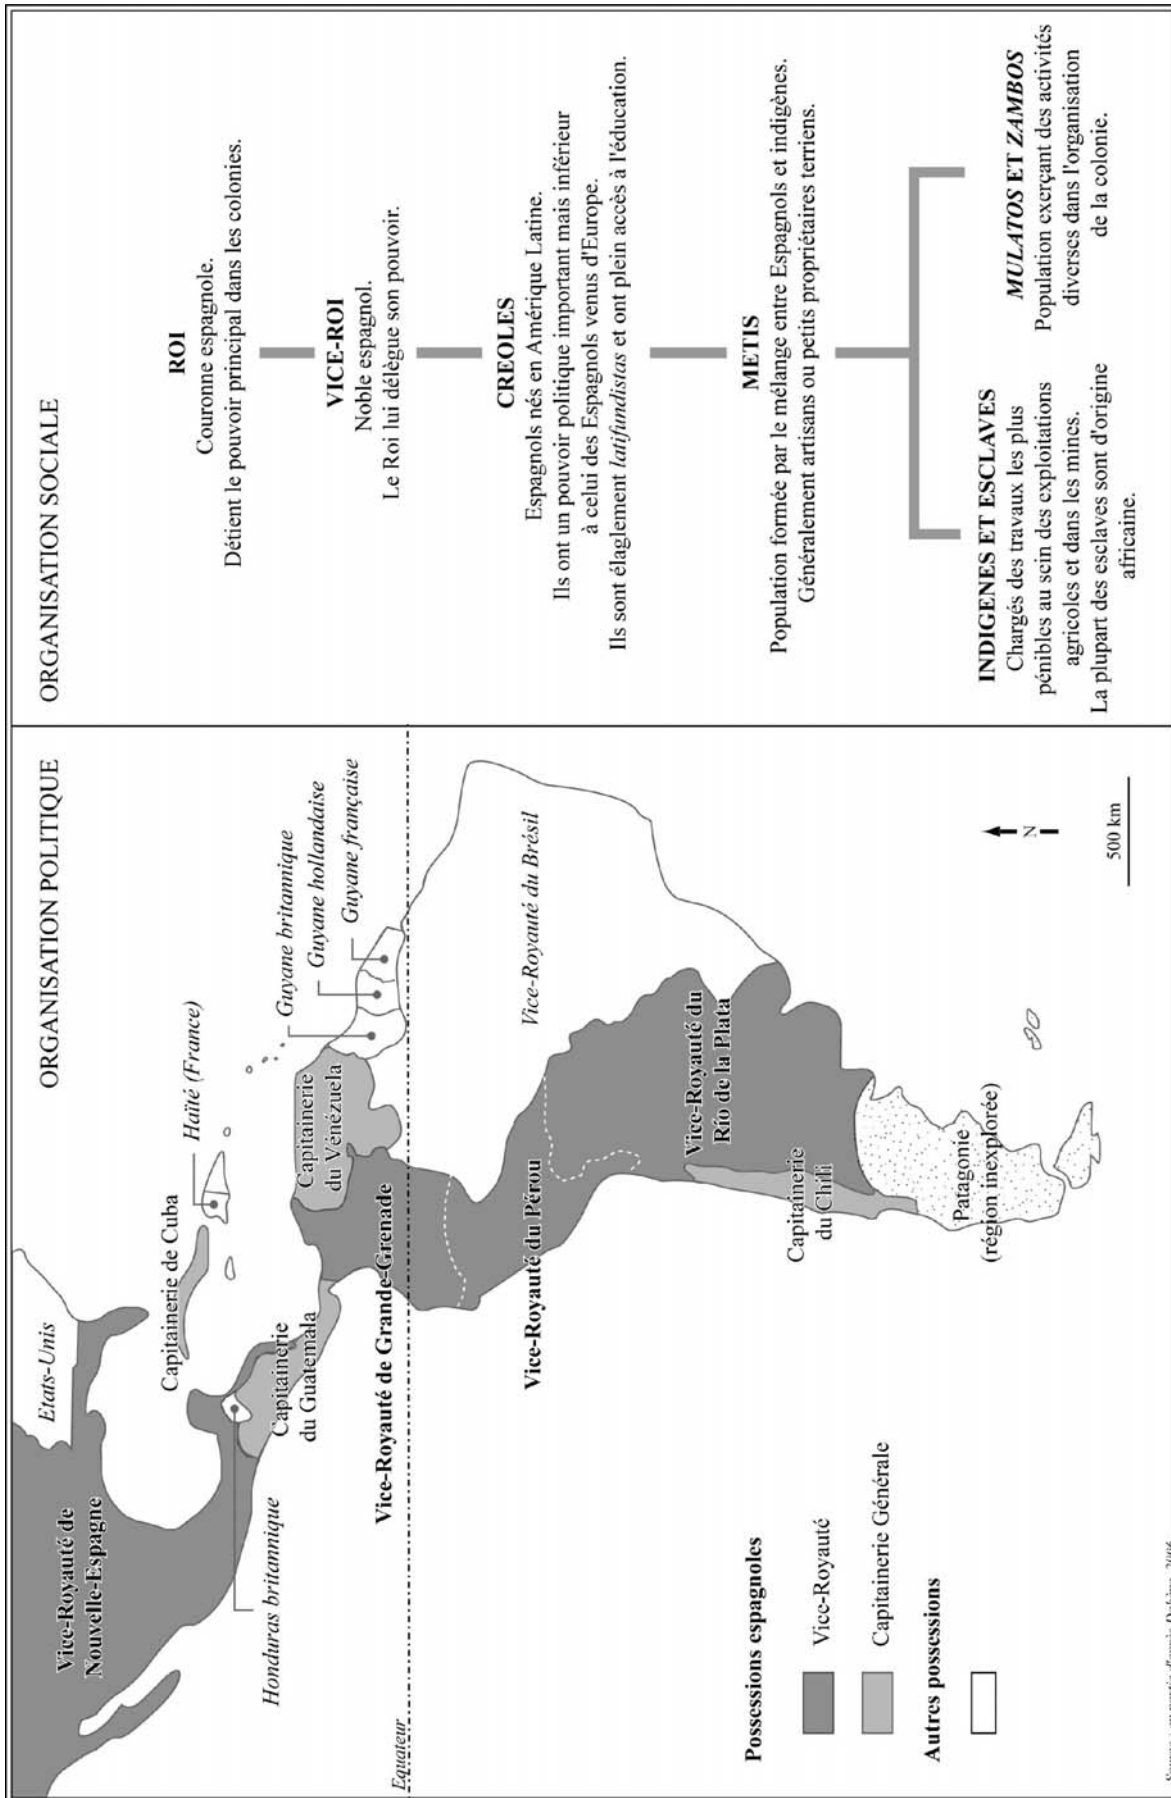 ORGANISATION POLITIQUE
Etats-Unis
Vice-Royauté de
Nouvelle-Espagne
Capitainerie de Cuba
Haïté (France)
Honduras britannique
Capitainerie
du Guatemala
Capitainerie
du Vénézuela
Guyane britannique
Guyane hollandaise
Guyane française
Vice-Royauté de Grande-Grenade
Equateur
Vice-Royauté du Brésil
Vice-Royauté du Pérou
Vice-Royauté du
Río de la Plata
Capitainerie
du Chili
Patagonie
(région inexplorée)
Possessions espagnoles
Vice-Royauté
Capitainerie Générale
Autres possessions
N
500 km
ORGANISATION SOCIALE
ROI
Couronne espagnole.
Détient le pouvoir principal dans les colonies.
VICE-ROI
Noble espagnol.
Le Roi lui délègue son pouvoir.
CREOLES
Espagnols nés en Amérique Latine.
Ils ont un pouvoir politique important mais inférieur
à celui des Espagnols venus d'Europe.
Ils sont élaglement latifundistas et ont plein accès à l'éducation.
METIS
Population formée par le mélange entre Espagnols et indigènes.
Généralement artisans ou petits propriétaires terriens.
INDIGENES ET ESCLAVES
Chargés des travaux les plus
pénibles au sein des exploitations
agricoles et dans les mines.
La plupart des esclaves sont d'origine
africaine.
MULATOS ET ZAMBOS
Population exerçant des activités
diverses dans l'organisation
de la colonie.